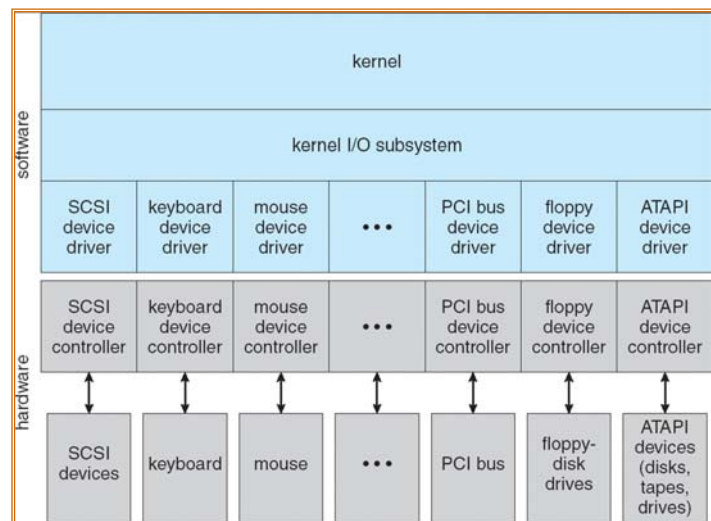 software
kernel
kernel I/O subsystem
SCSI
device
driver
keyboard
device
driver
mouse
device
driver
•••
PCI bus
device
driver
floppy
device
driver
ATAPI
device
driver
hardware
SCSI
device
controller
keyboard
device
controller
mouse
device
controller
•••
PCI bus
device
controller
floppy
device
controller
ATAPI
device
controller
SCSI
devices
keyboard
mouse
•••
PCI bus
floppy-
disk
drives
ATAPI
devices
(disks,
tapes,
drives)